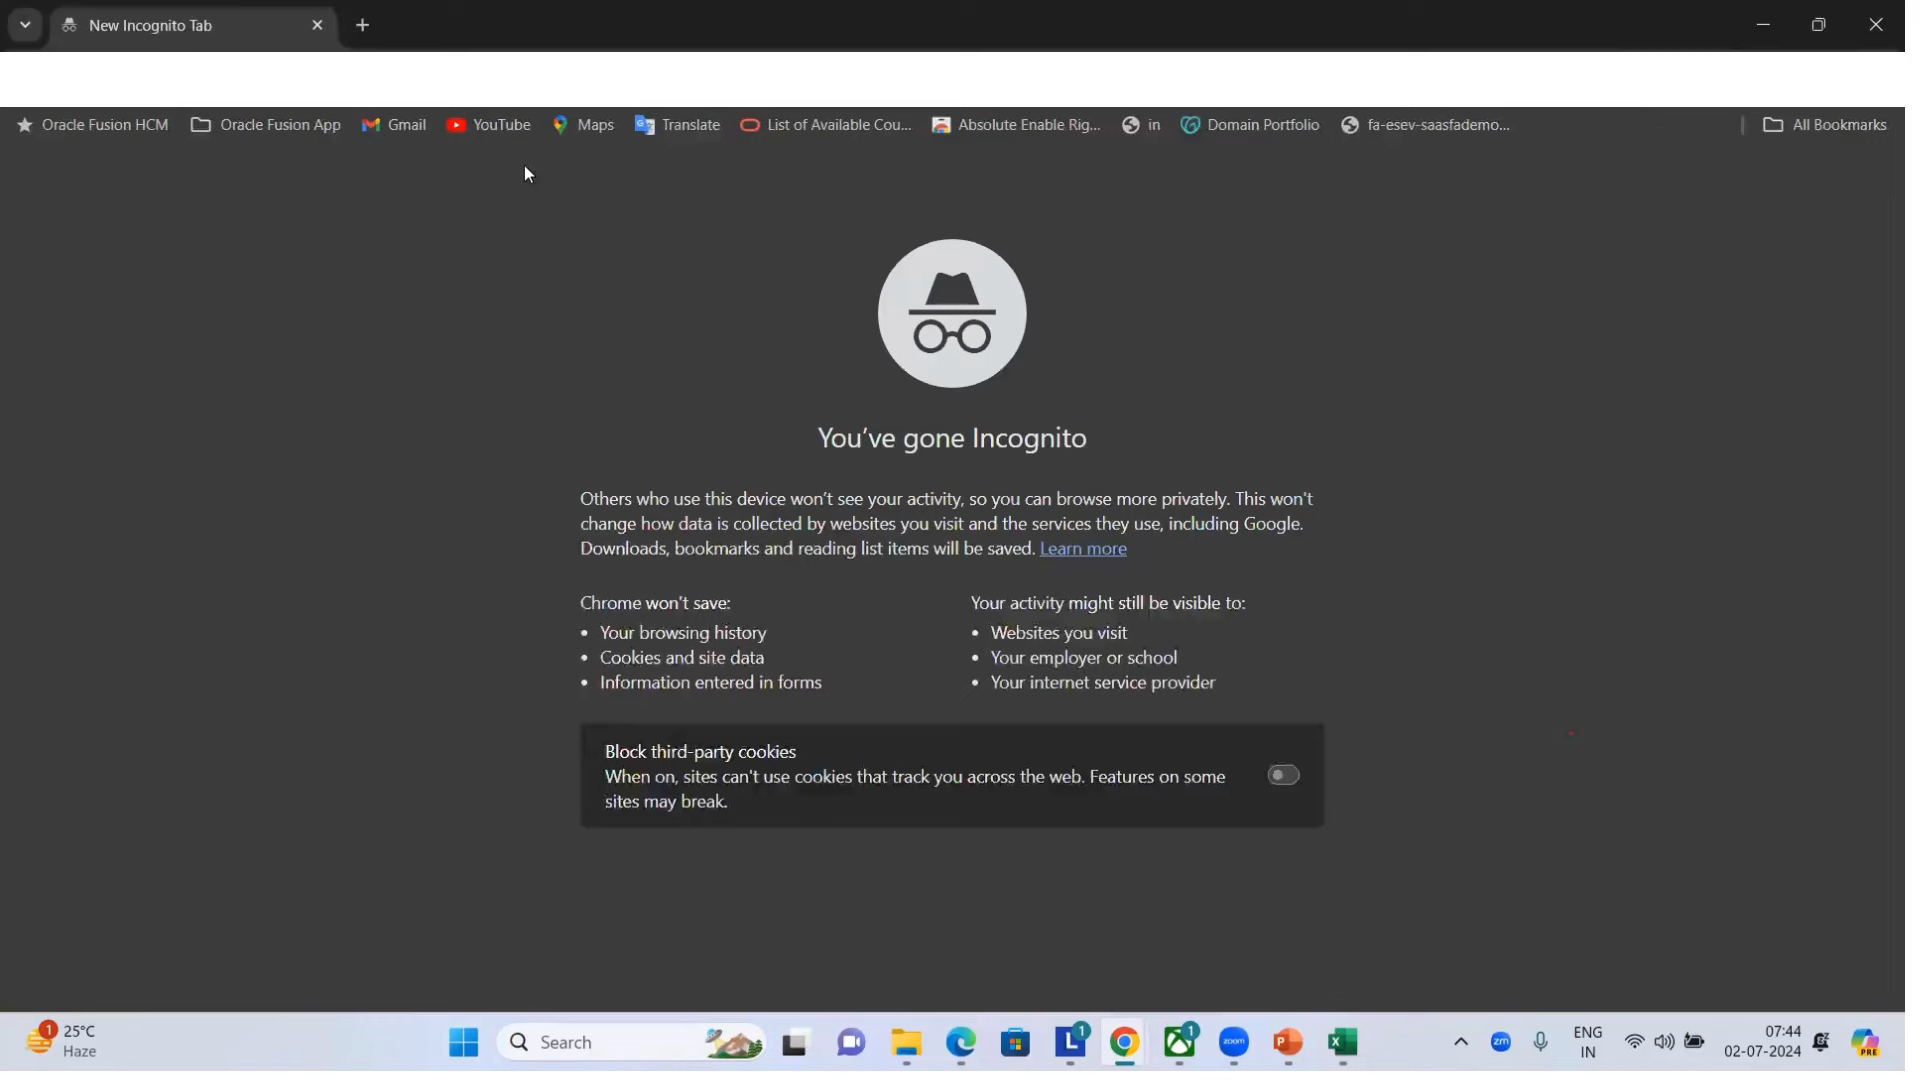 New Incognito Tab
Oracle Fusion HCM
Oracle Fusion App
Gmail
YouTube
Maps
Translate
List of Available Cou...
Absolute Enable Rig...
in
Domain Portfolio
fa-esev-saasfademo...
All Bookmarks
You've gone Incognito
Others who use this device won't see your activity, so you can browse more privately. This won't
change how data is collected by websites you visit and the services they use, including Google.
Downloads, bookmarks and reading list items will be saved. Learn more
Chrome won't save:
• Your browsing history
• Cookies and site data
• Information entered in forms
Your activity might still be visible to:
• Websites you visit
• Your employer or school
• Your internet service provider
Block third-party cookies
When on, sites can't use cookies that track you across the web. Features on some
sites may break.
1
25°C
Haze
Search
L
1
1
zoom
P
X
zm
ENG
IN
07:44
02-07-2024
PRE